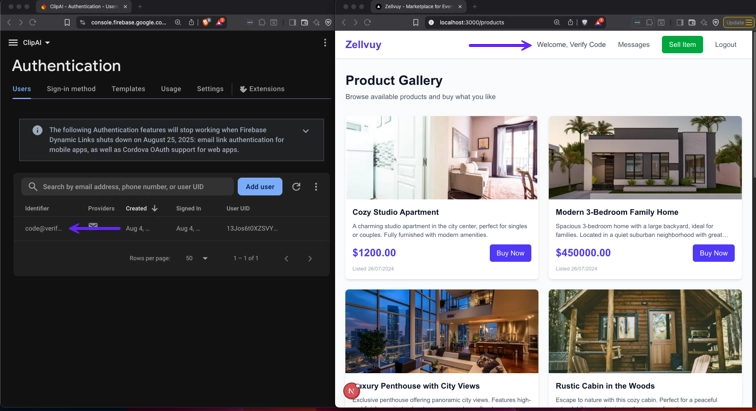 ClipAI - Authentication - Users
console.firebase.google.co...
ClipAI
Authentication
Users
Sign-in method
Templates
Usage
Settings
Extensions
The following Authentication features will stop working when Firebase
Dynamic Links shuts down on August 25, 2025: email link authentication for
mobile apps, as well as Cordova OAuth support for web apps.
Search by email address, phone number, or user UID
Add user
Identifier
Providers
Created
Signed In
User UID
code@verif...
Aug 4, ...
Aug 4, ...
Rows per page:
50
1 – 1 of 1
Zellvuy - Marketplace for Ever
localhost:3000/products
Update
Zellvuy
Welcome, Verify Code
Messages
Sell Item
Logout
Product Gallery
Browse available products and buy what you like
Cozy Studio Apartment
A charming studio apartment in the city center, perfect for singles
or couples. Fully furnished with modern amenities.
$1200.00
Buy Now
Listed 26/07/2024
Modern 3-Bedroom Family Home
Spacious 3-bedroom home with a large backyard, ideal for
families. Located in a quiet suburban neighborhood with great...
$450000.00
Buy Now
Listed 26/07/2024
N
Luxury Penthouse with City Views
Exclusive penthouse offering panoramic city views. Features high-
Rustic Cabin in the Woods
Escape to nature with this cozy cabin. Perfect for a peaceful